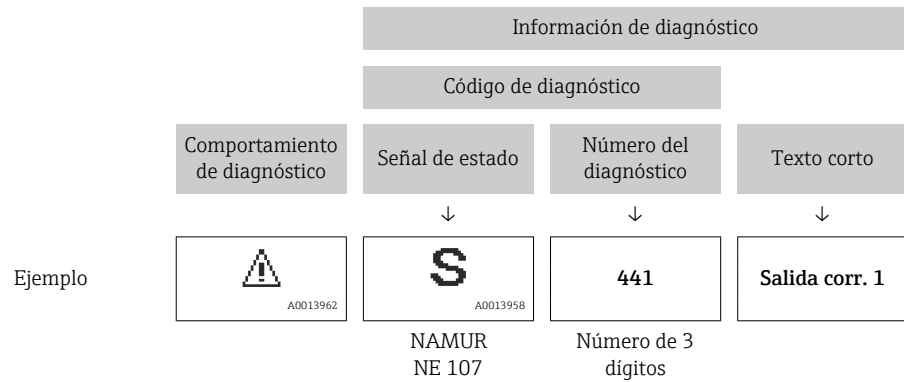 Información de diagnóstico
Código de diagnóstico
Comportamiento
de diagnóstico
Señal de estado
Número del
diagnóstico
Texto corto
↓ ↓ ↓
Ejemplo
⚠
A0013962
S
A0013958
441
Salida corr. 1
NAMUR
NE 107
Número de 3
dígitos